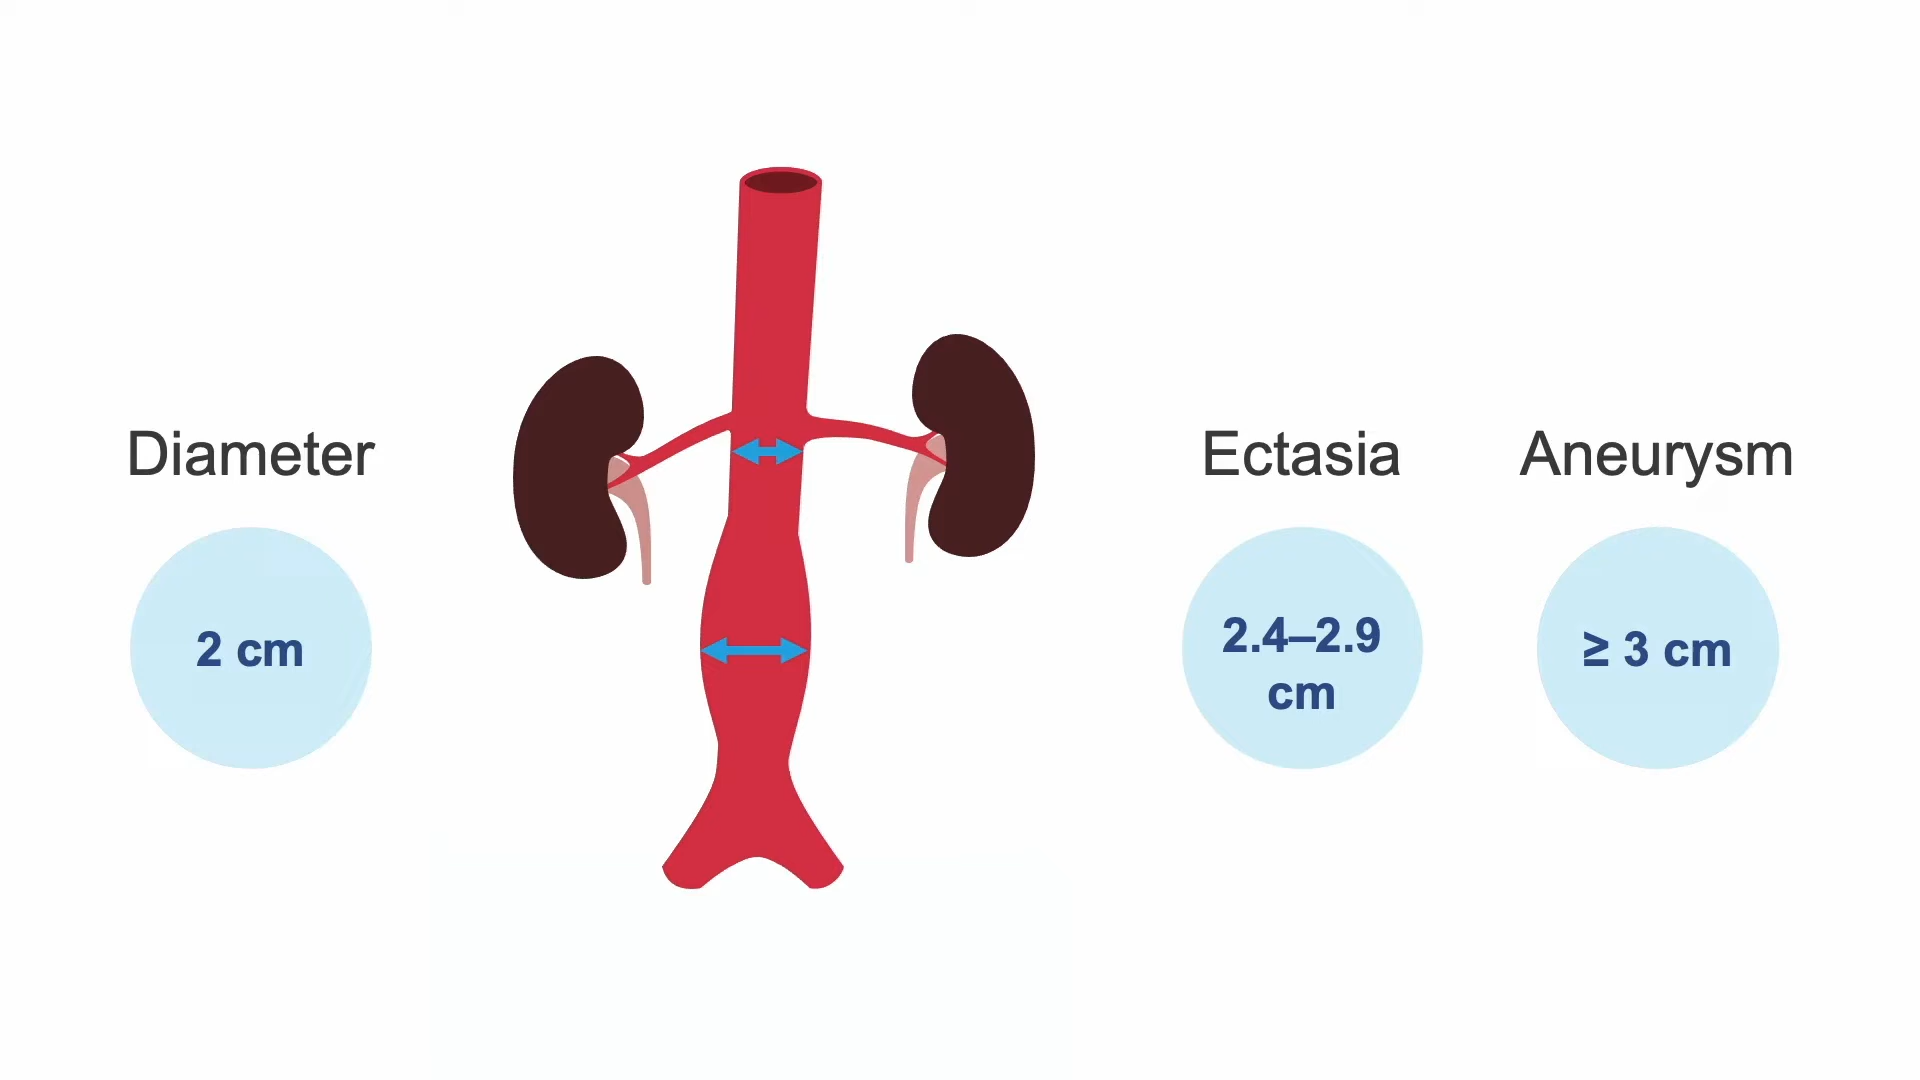 Diameter
2 cm
Ectasia
2.4–2.9
cm
Aneurysm
≥ 3 cm